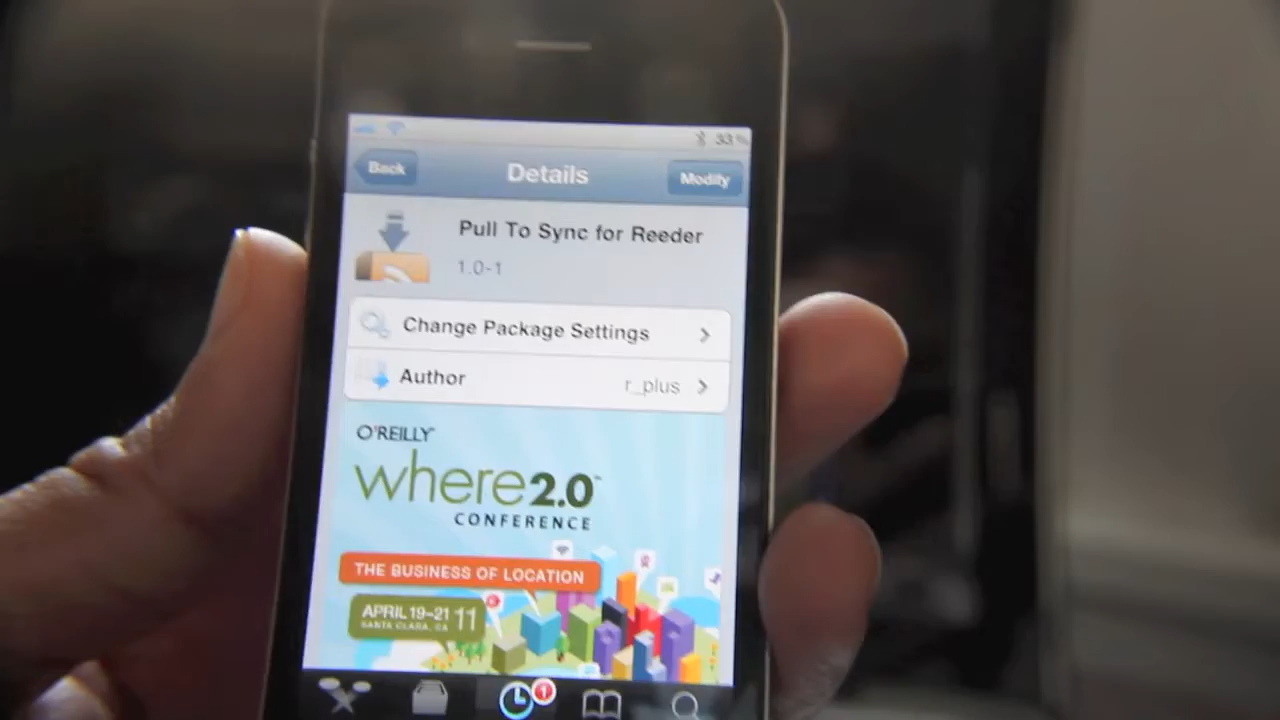 33%
Back
Details
Modify
Pull To Sync for Reeder
1.0-1
Change Package Settings
Author
r_plus
O'REILLY
where2.0™
CONFERENCE
THE BUSINESS OF LOCATION
APRIL 19-21 11
SANTA CLARA, CA
1